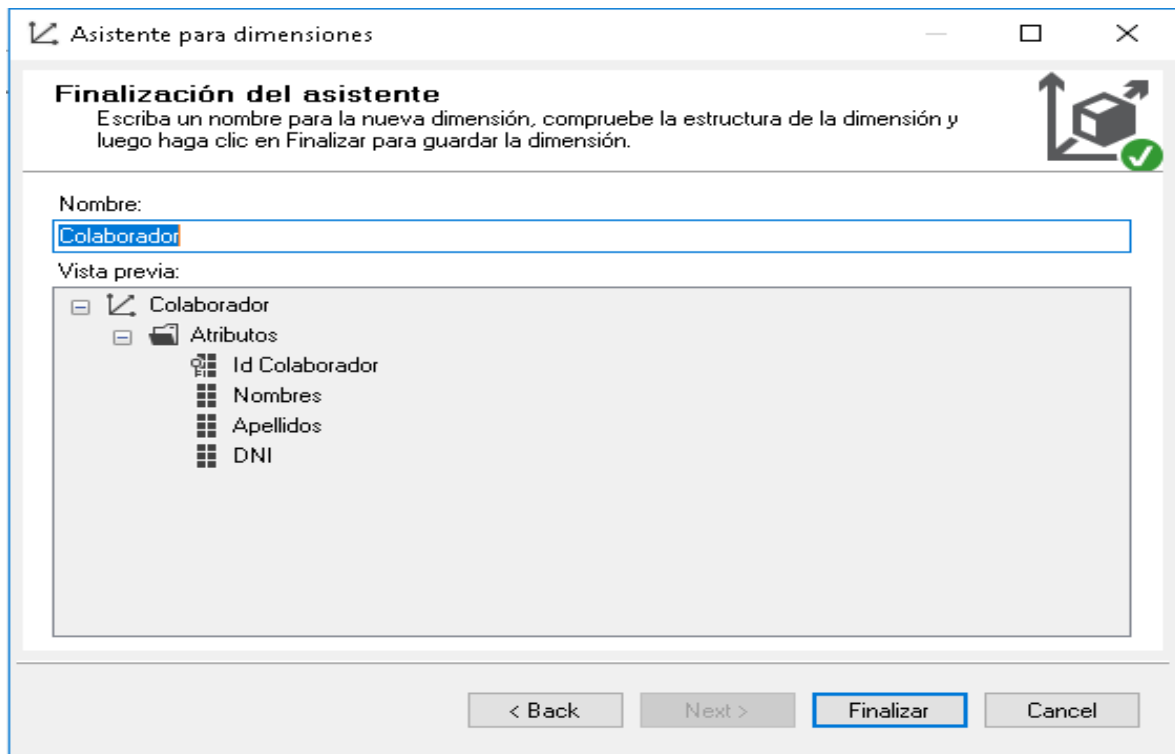 Asistente para dimensiones
Finalización del asistente
Escriba un nombre para la nueva dimensión, compruebe la estructura de la dimensión y
luego haga clic en Finalizar para guardar la dimensión.
Nombre:
Colaborador
Vista previa:
Colaborador
Atributos
Id Colaborador
Nombres
Apellidos
DNI
< Back Next > Finalizar Cancel